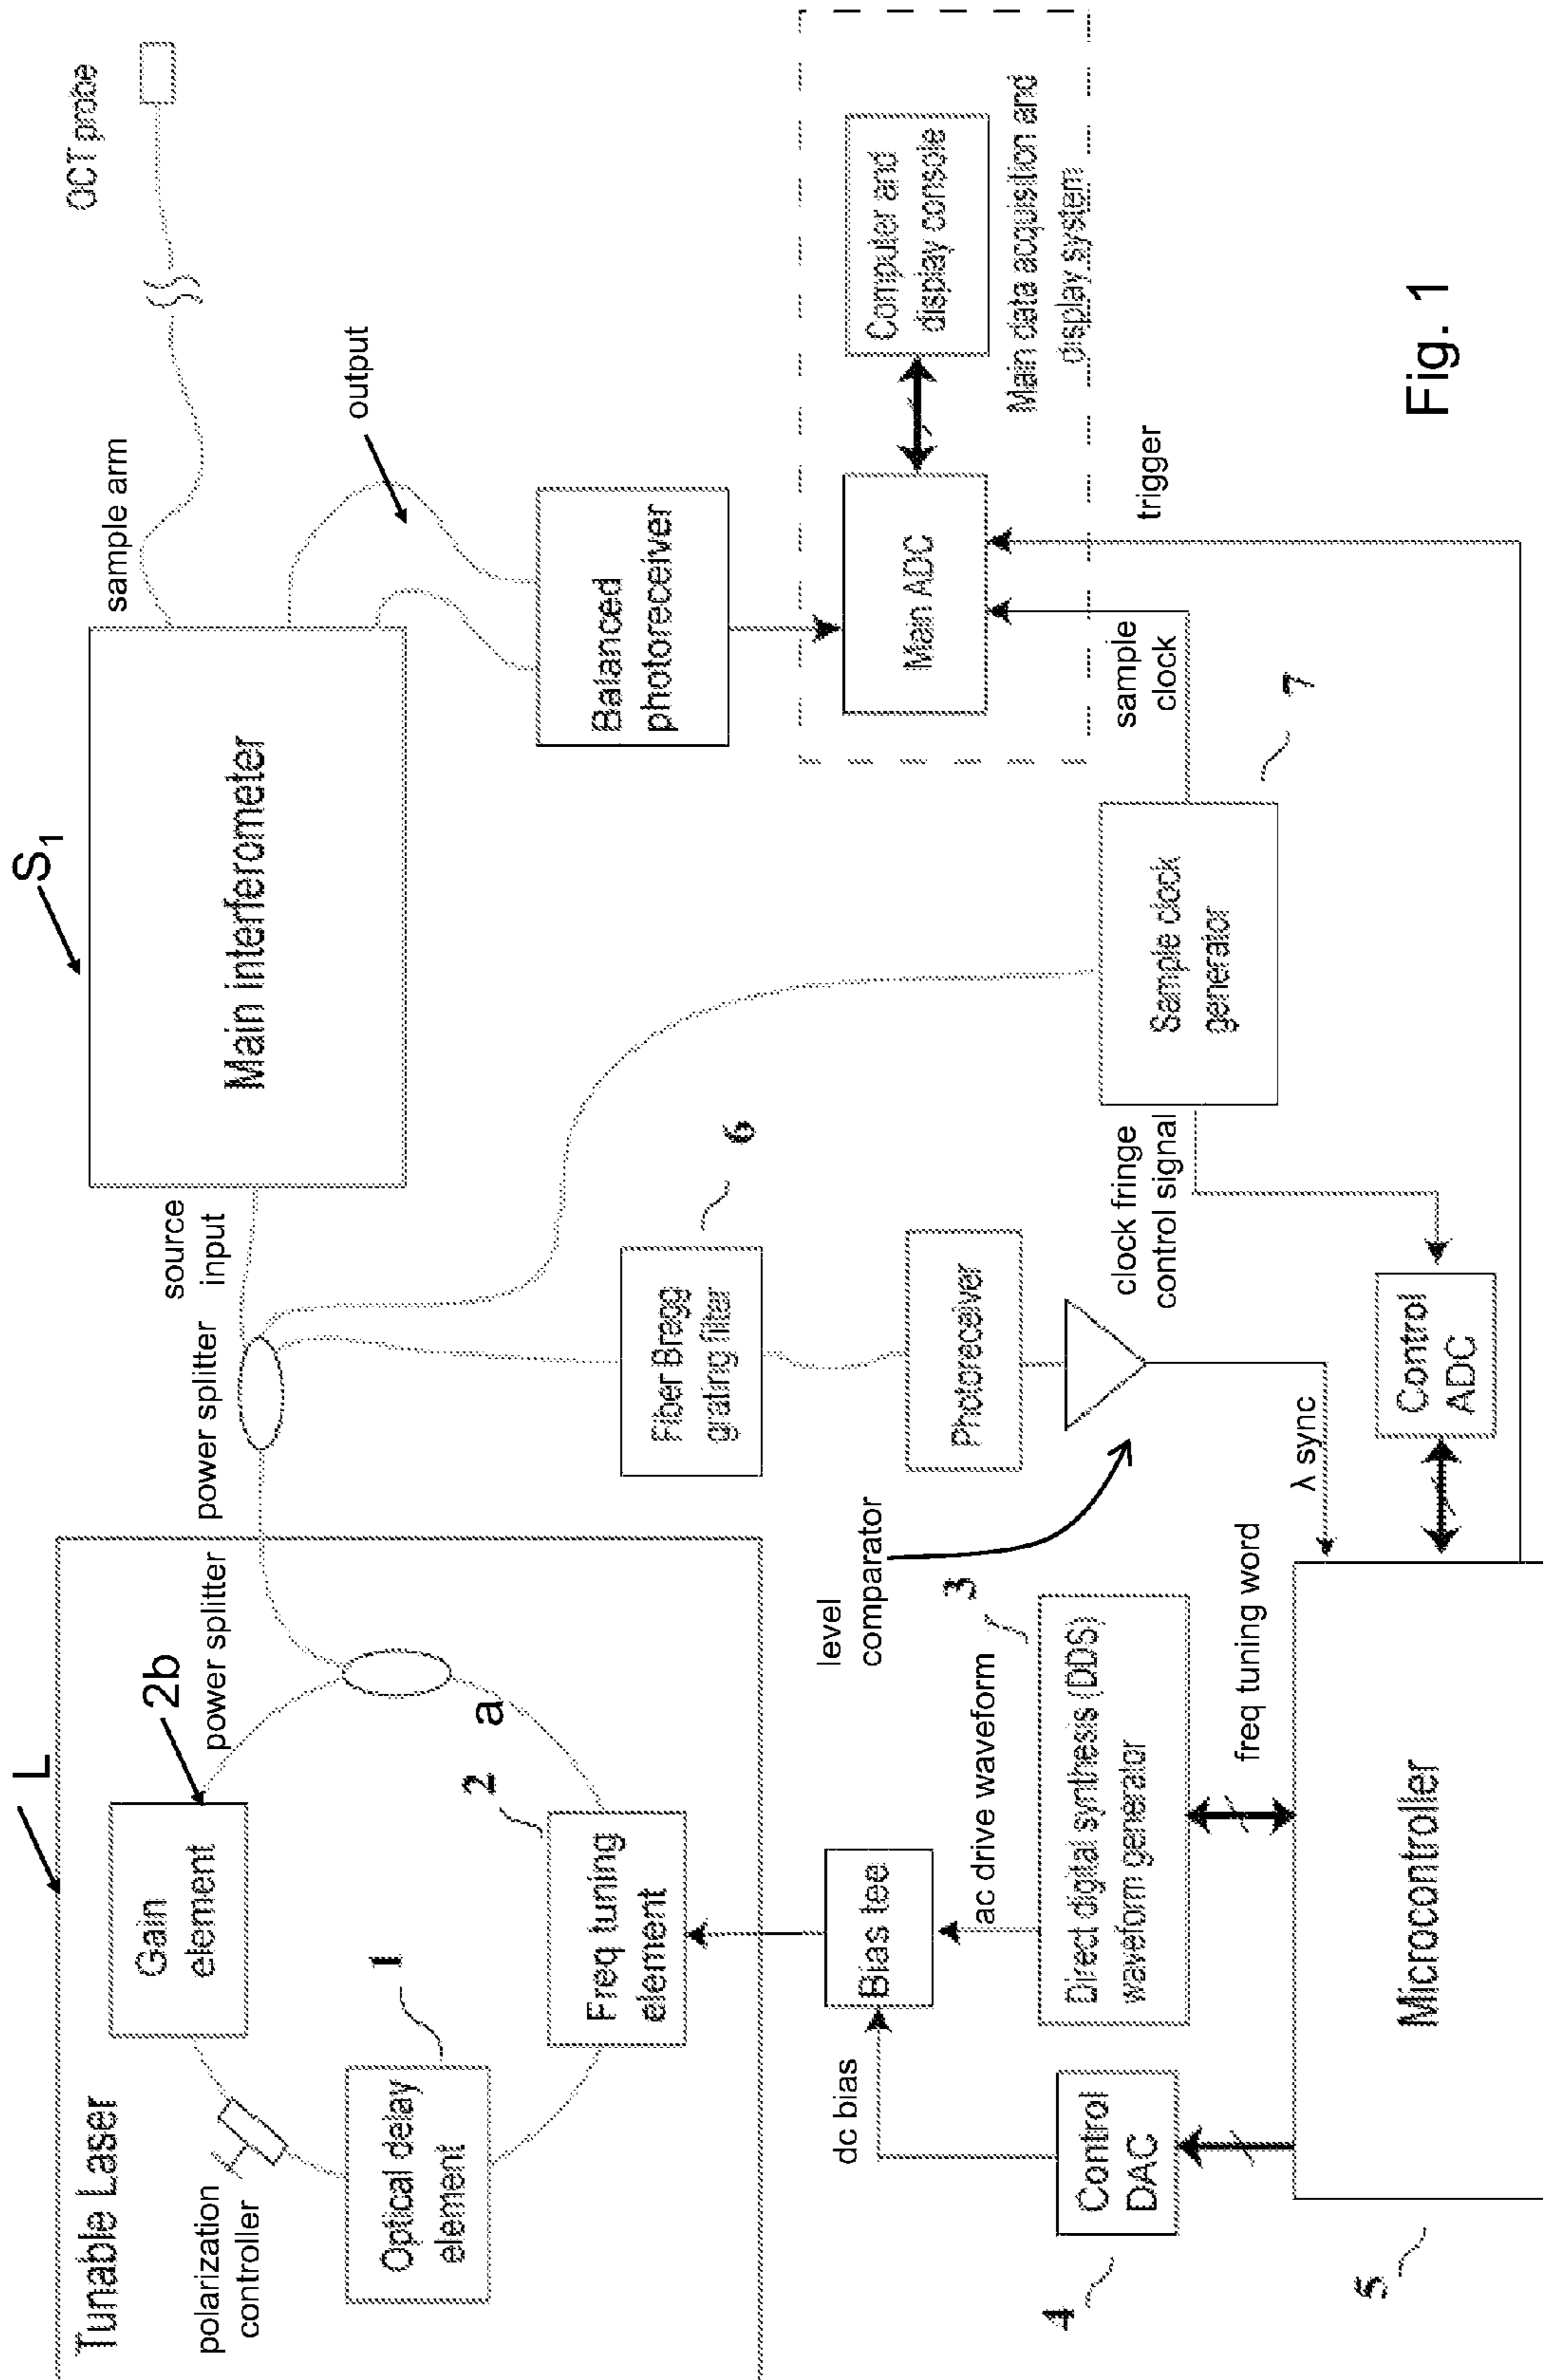 L
Tunable Laser
Gain
element
2b
power splitter
polarization
controller
Optical delay
element
1
Freq tuning
element
2
a
power splitter
source
input
S1
Main interferometer
sample arm
OCT probe
output
Balanced
photoreceiver
Fiber Bregg
grating filter
6
Photoreceiver
level
comparator
λ sync
Main ADC
Computer and
display console
Main data acquisition and
display system
sample
clock
trigger
Sample clock
generator
7
clock fringe
control signal
Control
ADC
Bias tee
dc bias
ac drive waveform
Direct digital synthesis (DDS)
waveform generator
3
Control
DAC
4
freq tuning word
Microcontroller
5
Fig. 1